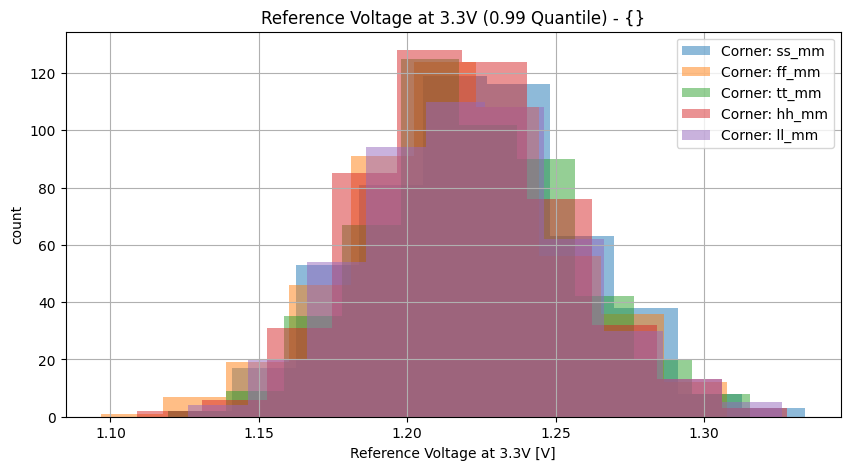 Reference Voltage at 3.3V (0.99 Quantile) - {}
Corner: ss_mm
Corner: ff_mm
Corner: tt_mm
Corner: hh_mm
Corner: ll_mm
count
120
100
80
60
40
20
0
1.10 1.15 1.20 1.25 1.30
Reference Voltage at 3.3V [V]